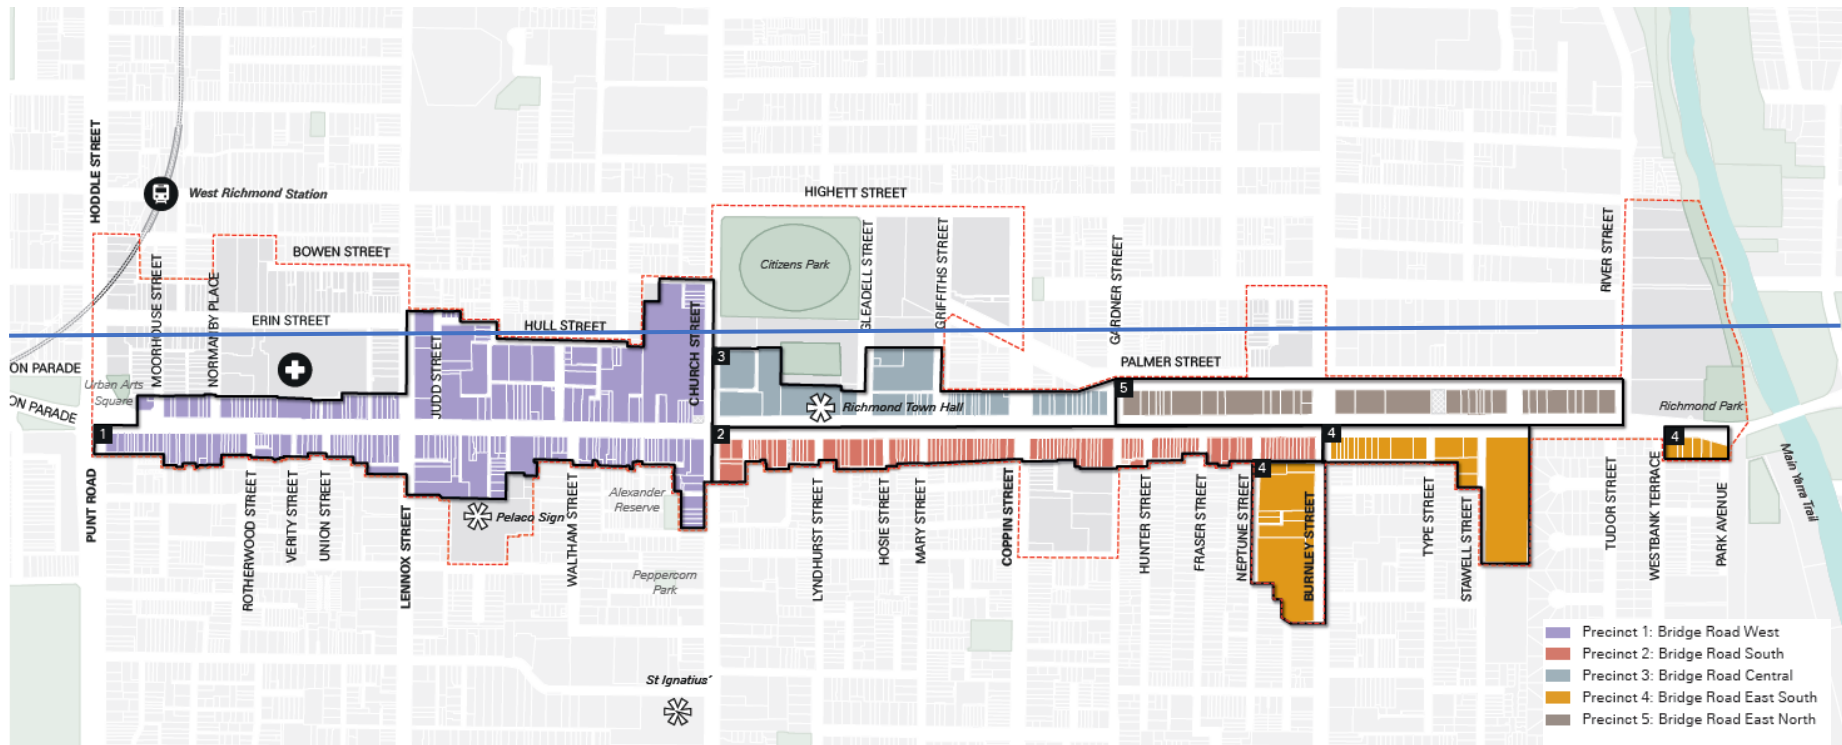 HODDLE STREET
West Richmond Station
HIGHETT STREET
BOWEN STREET
MOORHOUSE STREET
NORMANBY PLACE
ERIN STREET
HULL STREET
Citizens Park
GLEADELL STREET
GRIFFITHS STREET
GARDNER STREET
RIVER STREET
ON PARADE
ON PARADE
Urban Arts
Square
JUDD STREET
CHURCH STREET
PALMER STREET
3
5
Richmond Town Hall
Richmond Park
1
2
4
4
4
PUNT ROAD
ROTHERWOOD STREET
VERITY STREET
UNION STREET
LENNOX STREET
Pelaco Sign
WALTHAM STREET
Alexander
Reserve
Peppercorn
Park
LYNDHURST STREET
HOSIE STREET
MARY STREET
COPPIN STREET
HUNTER STREET
FRASER STREET
NEPTUNE STREET
BURNLEY STREET
TYPE STREET
STAWELL STREET
TUDOR STREET
WESTBANK TERRACE
PARK AVENUE
Main Yarra Trail
St Ignatius'
Precinct 1: Bridge Road West
Precinct 2: Bridge Road South
Precinct 3: Bridge Road Central
Precinct 4: Bridge Road East South
Precinct 5: Bridge Road East North